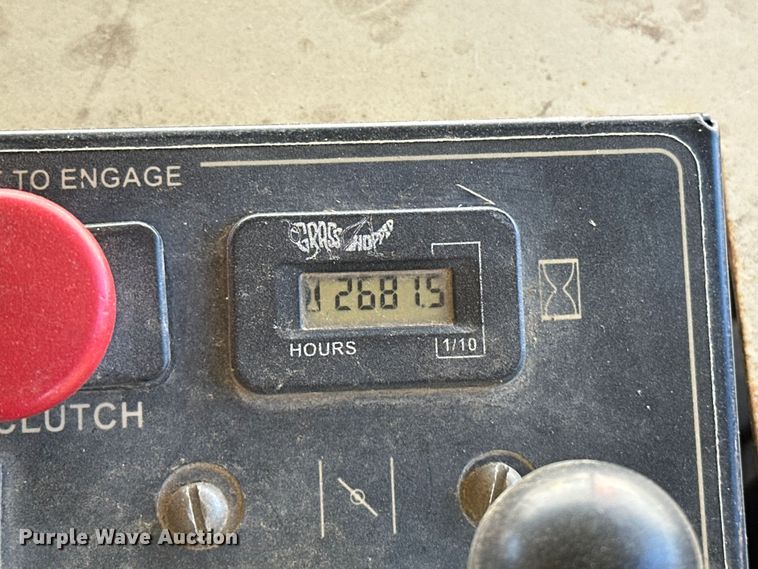 TO ENGAGE
GRASSHOPPER
2681.5
HOURS
1/10
CLUTCH
Purple Wave Auction